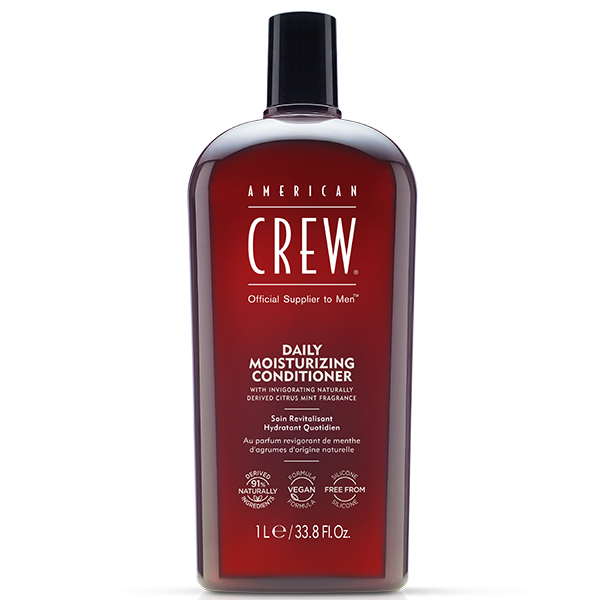 AMERICAN
CREW®
Official Supplier to Men™
DAILY
MOISTURIZING
CONDITIONER
WITH INVIGORATING NATURALLY
DERIVED CITRUS MINT FRAGRANCE
Soin Revitalisant
Hydratant Quotidien
Au parfum revigorant de menthe
d'agrumes d'origine naturelle
DERIVED
91%
NATURALLY
INGREDIENTS
FORMULA
VEGAN
FORMULA
SILICONE
FREE FROM
SILICONE
1 L ℮ / 33.8 Fl.Oz.